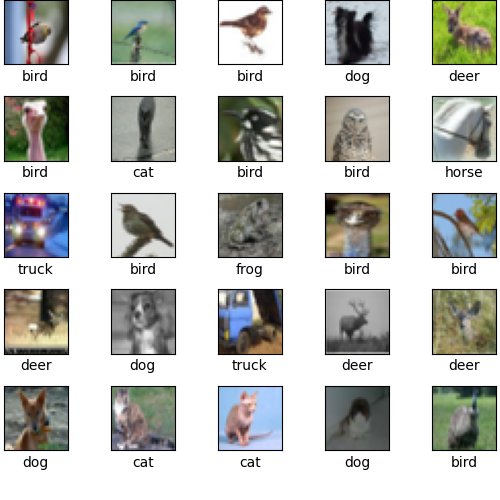 bird bird bird dog deer
bird cat bird bird horse
truck bird frog bird bird
deer dog truck deer deer
dog cat cat dog bird